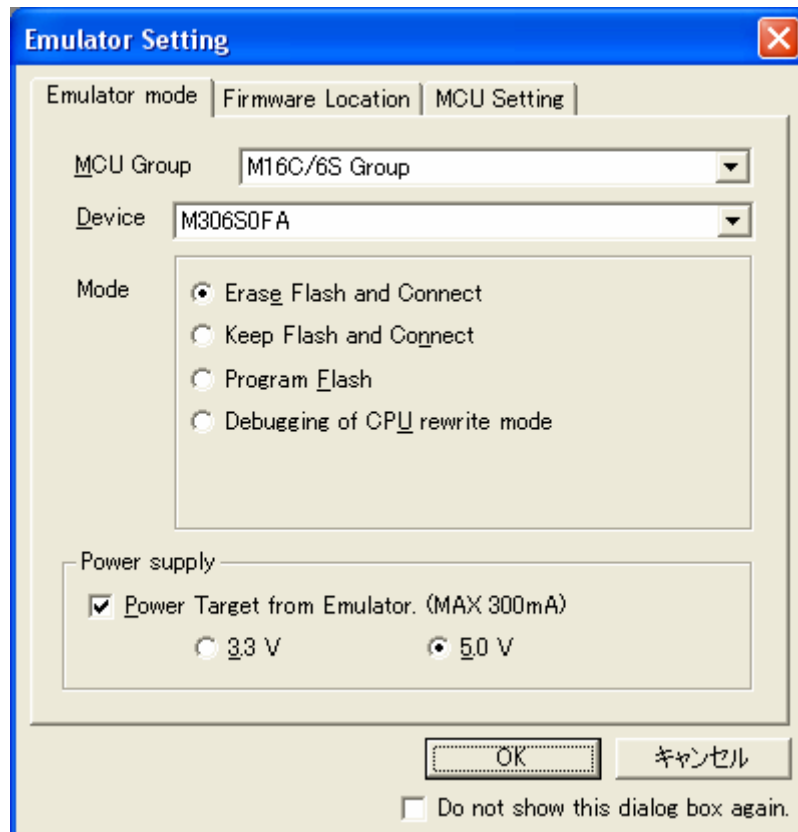 Emulator Setting
Emulator mode
Firmware Location
MCU Setting
MCU Group
M16C/6S Group
Device
M306S0FA
Mode
Erase Flash and Connect
Keep Flash and Connect
Program Flash
Debugging of CPU rewrite mode
Power supply
Power Target from Emulator. (MAX 300mA)
3.3 V
5.0 V
OK
キャンセル
Do not show this dialog box again.